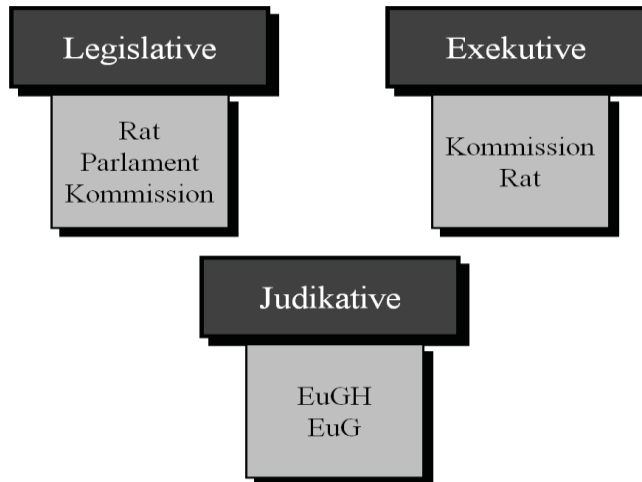 Legislative
Rat
Parlament
Kommission
Exekutive
Kommission
Rat
Judikative
EuGH
EuG